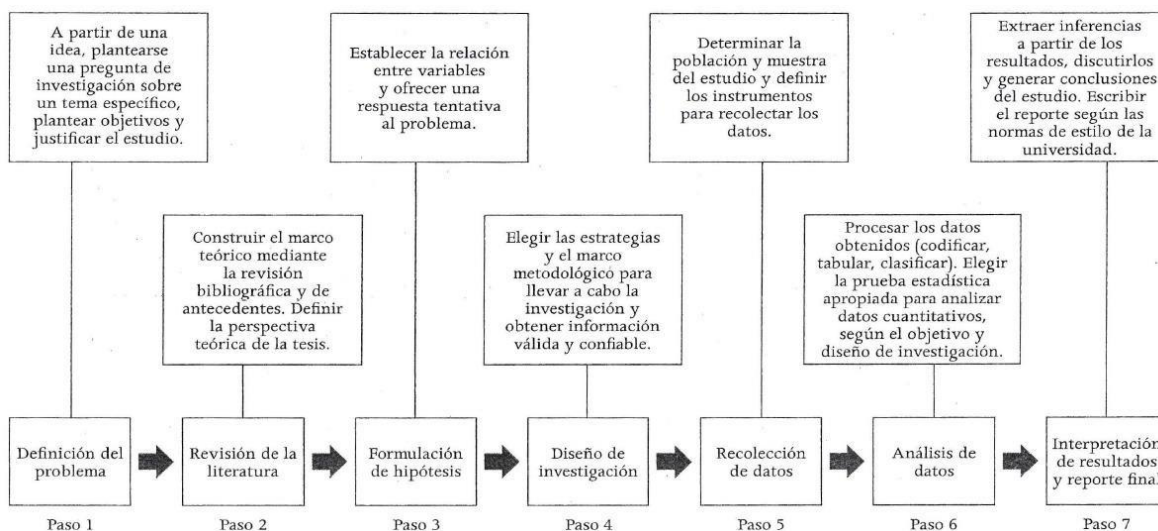 A partir de una
idea, plantearse
una pregunta de
investigación sobre
un tema específico,
plantear objetivos y
justificar el estudio.
Establecer la relación
entre variables
y ofrecer una
respuesta tentativa
al problema.
Determinar la
población y muestra
del estudio y definir
los instrumentos
para recolectar los
datos.
Extraer inferencias
a partir de los
resultados, discutirlos
y generar conclusiones
del estudio. Escribir
el reporte según las
normas de estilo de la
universidad.
Construir el marco
teórico mediante
la revisión
bibliográfica y de
antecedentes. Definir
la perspectiva
teórica de la tesis.
Elegir las estrategias
y el marco
metodológico para
llevar a cabo la
investigación y
obtener información
válida y confiable.
Procesar los datos
obtenidos (codificar,
tabular, clasificar). Elegir
la prueba estadística
apropiada para analizar
datos cuantitativos,
según el objetivo y
diseño de investigación.
Definición del
problema
Revisión de la
literatura
Formulación
de hipótesis
Diseño de
investigación
Recolección
de datos
Análisis de
datos
Interpretación
de resultados
y reporte final
Paso 1
Paso 2
Paso 3
Paso 4
Paso 5
Paso 6
Paso 7